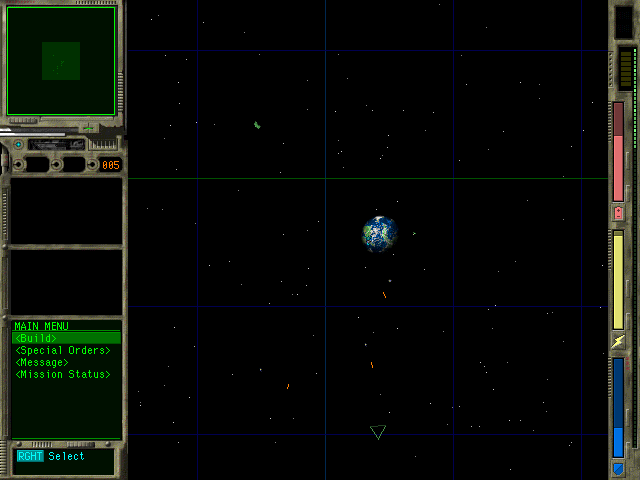 005
MAIN MENU
<Build>
<Special Orders>
<Message>
<Mission Status>
RGHT Select